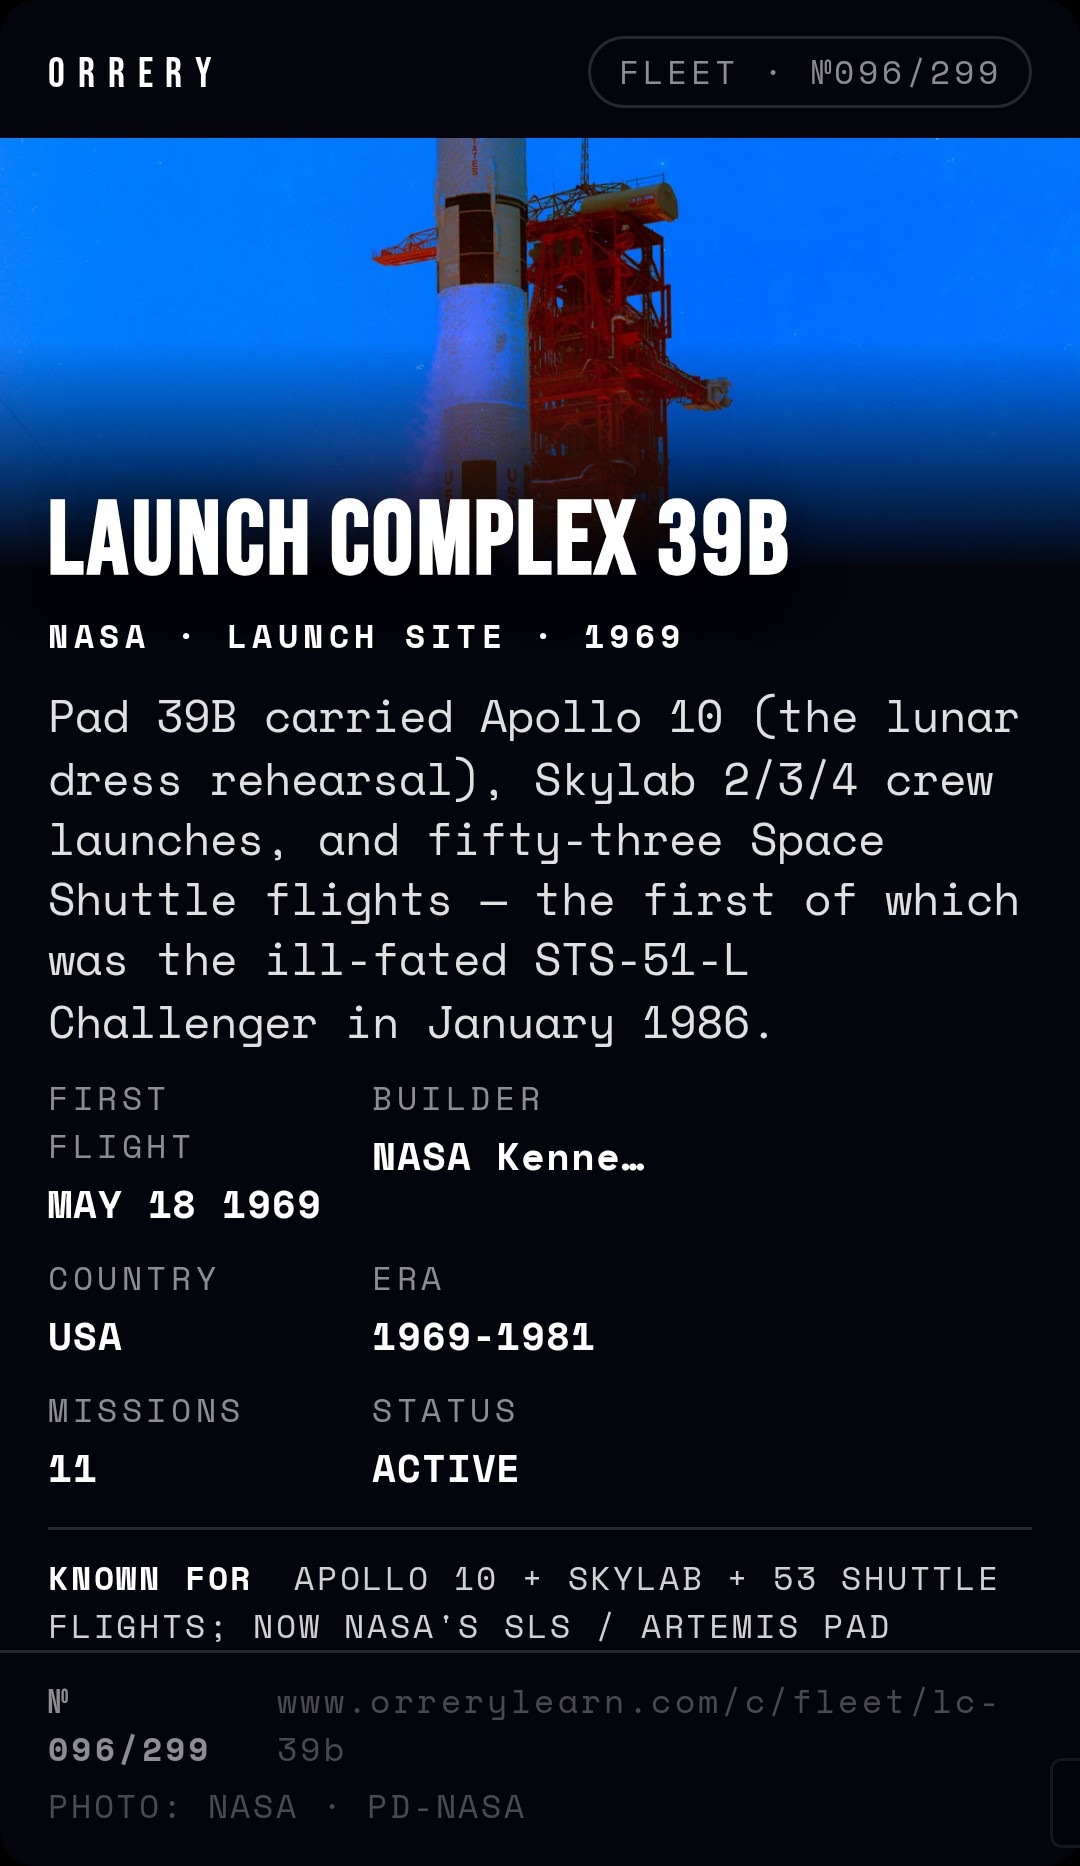 ORRERY
FLEET · №096/299
LAUNCH COMPLEX 39B
NASA · LAUNCH SITE · 1969
Pad 39B carried Apollo 10 (the lunar
dress rehearsal), Skylab 2/3/4 crew
launches, and fifty-three Space
Shuttle flights — the first of which
was the ill-fated STS-51-L
Challenger in January 1986.
FIRST
FLIGHT
MAY 18 1969
BUILDER
NASA Kenne…
COUNTRY
USA
ERA
1969-1981
MISSIONS
11
STATUS
ACTIVE
KNOWN FOR APOLLO 10 + SKYLAB + 53 SHUTTLE
FLIGHTS; NOW NASA'S SLS / ARTEMIS PAD
№
096/299
www.orrerylearn.com/c/fleet/lc-
39b
PHOTO: NASA · PD-NASA